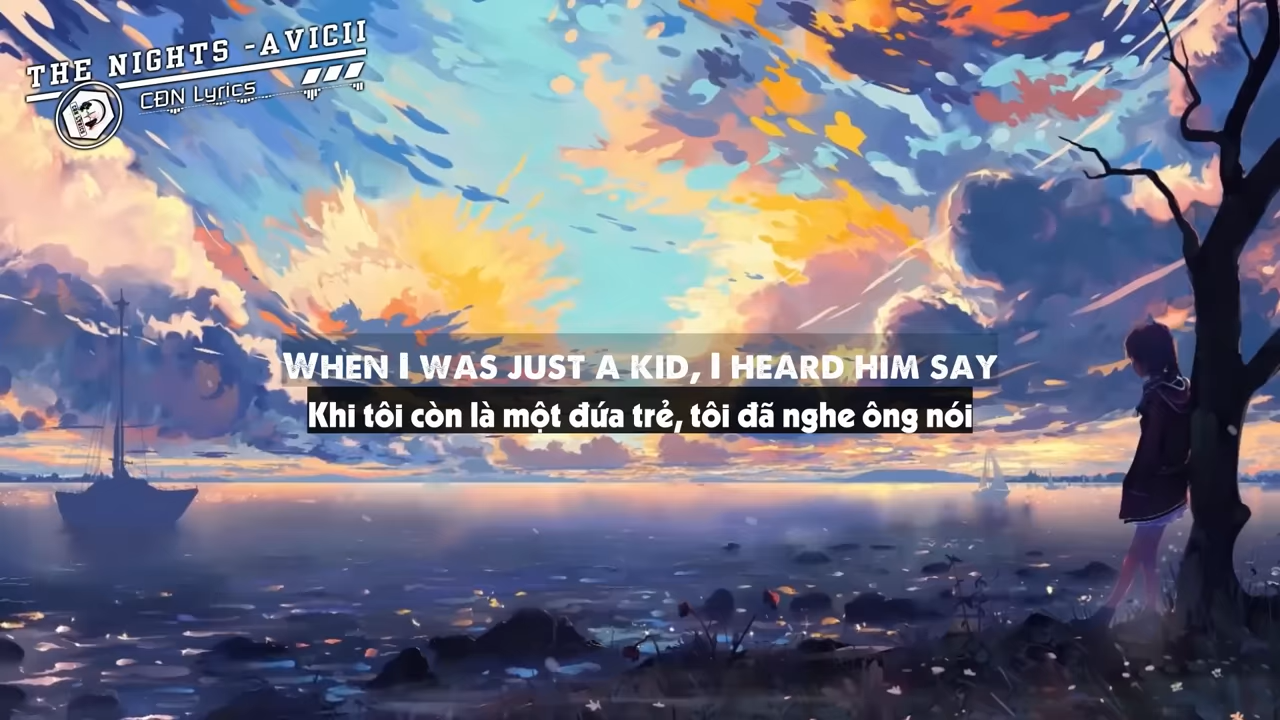 THE NIGHTS -AVICII
CĐN Lyrics
WHEN I WAS JUST A KID, I HEARD HIM SAY
Khi tôi còn là một đứa trẻ, tôi đã nghe ông nói